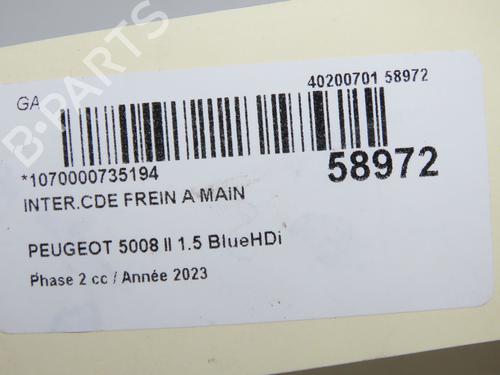 B-PARTS
GA
40200701 58972
*1070000735194
58972
INTER.CDE FREIN A MAIN
PEUGEOT 5008 II 1.5 BlueHDi
Phase 2 cc / Année 2023